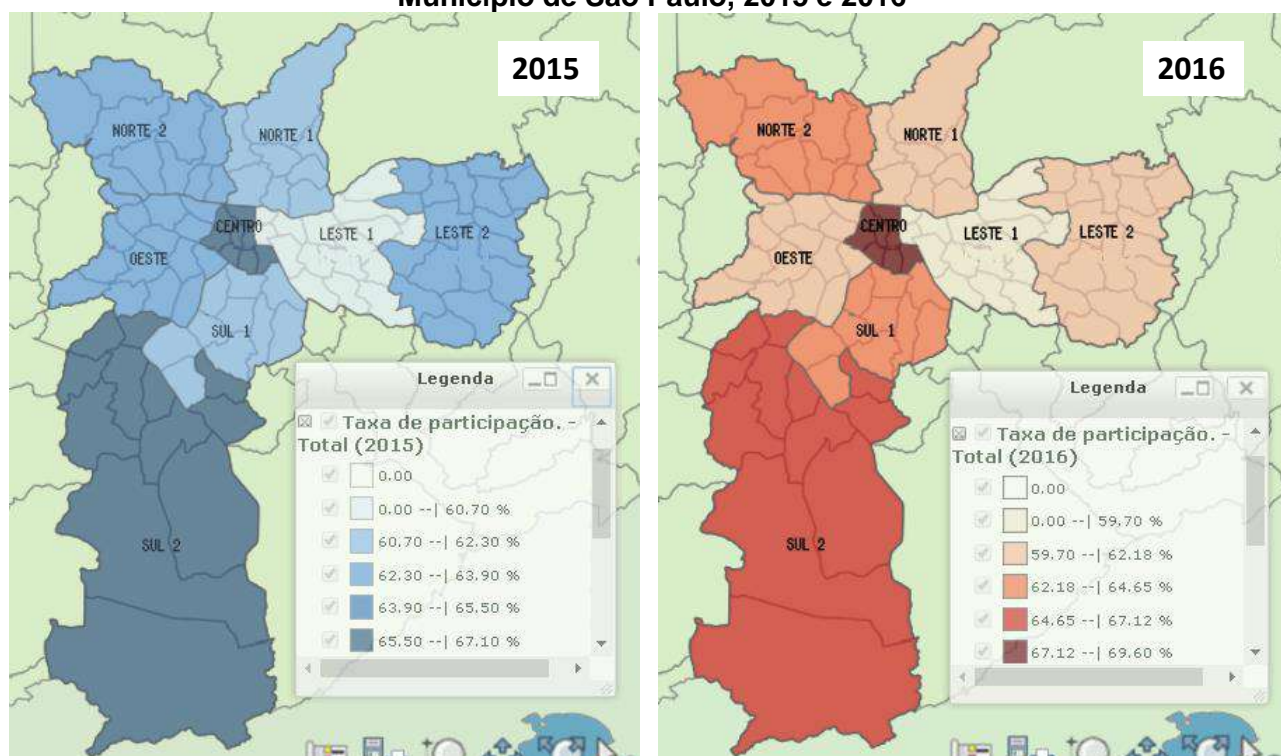 Município de São Paulo, 2015 e 2016
2015
NORTE 2
NORTE 1
CENTRO
LESTE 1
LESTE 2
OESTE
SUL 1
SUL 2
Legenda
Taxa de participação. -
Total (2015)
0.00
0.00 --| 60.70 %
60.70 --| 62.30 %
62.30 --| 63.90 %
63.90 --| 65.50 %
65.50 --| 67.10 %
2016
NORTE 2
NORTE 1
CENTRO
LESTE 1
LESTE 2
OESTE
SUL 1
SUL 2
Legenda
Taxa de participação. -
Total (2016)
0.00
0.00 --| 59.70 %
59.70 --| 62.18 %
62.18 --| 64.65 %
64.65 --| 67.12 %
67.12 --| 69.60 %